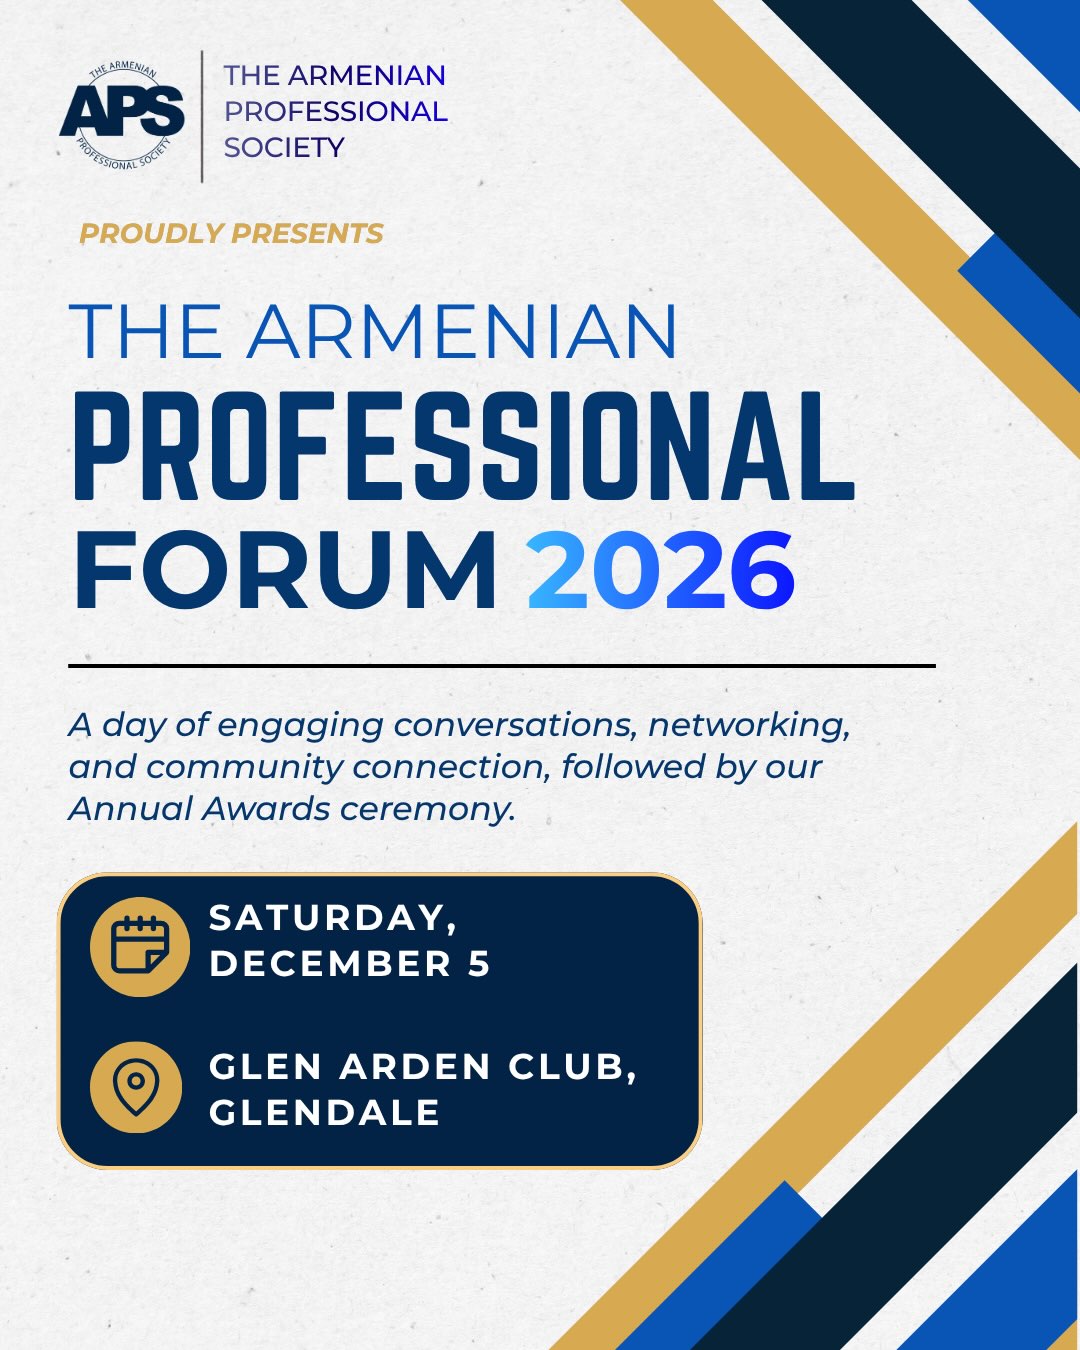 THE ARMENIAN
APS
PROFESSIONAL SOCIETY
THE ARMENIAN
PROFESSIONAL
SOCIETY
PROUDLY PRESENTS
THE ARMENIAN
PROFESSIONAL
FORUM 2026
A day of engaging conversations, networking,
and community connection, followed by our
Annual Awards ceremony.
SATURDAY,
DECEMBER 5
GLEN ARDEN CLUB,
GLENDALE